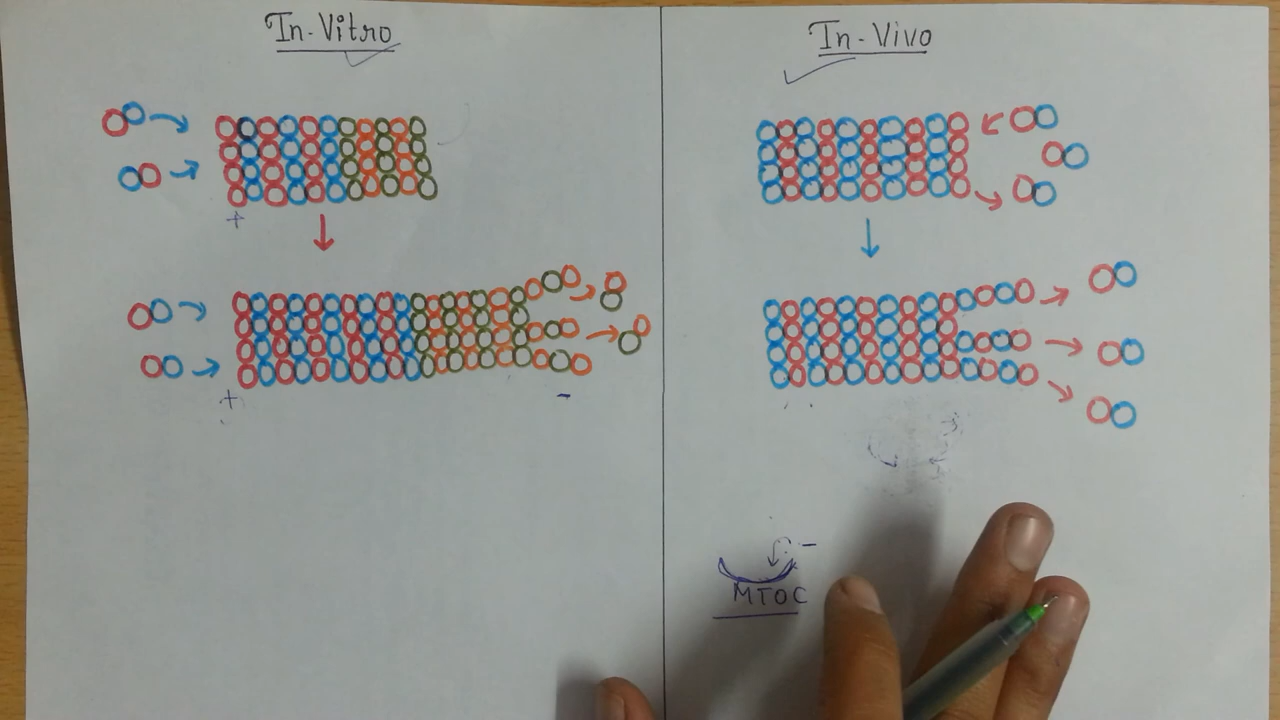 In-Vitro
In-Vivo
+
+ -
-
MTOC